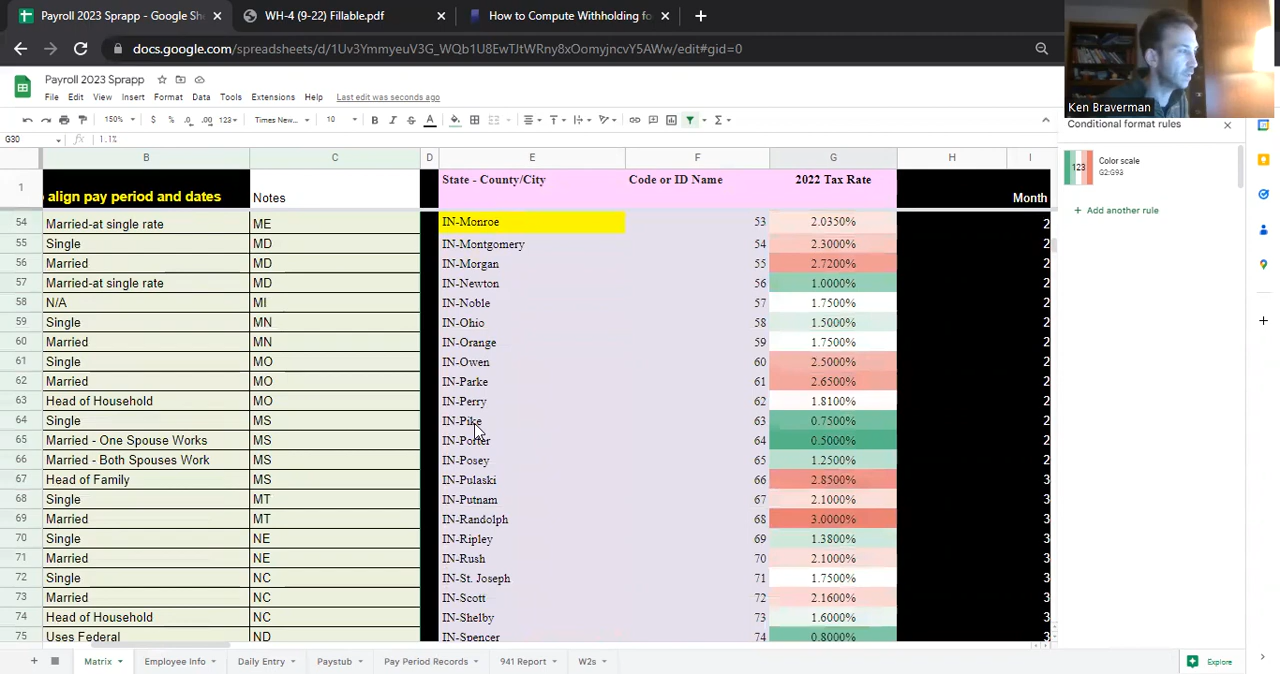 Payroll 2023 Sprapp - Google She
WH-4 (9-22) Fillable.pdf
How to Compute Withholding fo
docs.google.com/spreadsheets/d/1Uv3YmmyeuV3G_WQb1U8EwTJtWRny8xOomyjncvY5AWw/edit#gid=0
Payroll 2023 Sprapp
File Edit View Insert Format Data Tools Extensions Help Last edit was seconds ago
150% $ % .0 .00 123 Times New... 10 B I S A
G30 fx 1.1%
Ken Braverman
Conditional format rules
123 Color scale
G2:G93
+ Add another rule
B C D E F G H I
1 align pay period and dates Notes State - County/City Code or ID Name 2022 Tax Rate Month
54 Married-at single rate ME IN-Monroe 53 2.0350% 2
55 Single MD IN-Montgomery 54 2.3000% 2
56 Married MD IN-Morgan 55 2.7200% 2
57 Married-at single rate MD IN-Newton 56 1.0000% 2
58 N/A MI IN-Noble 57 1.7500% 2
59 Single MN IN-Ohio 58 1.5000% 2
60 Married MN IN-Orange 59 1.7500% 2
61 Single MO IN-Owen 60 2.5000% 2
62 Married MO IN-Parke 61 2.6500% 2
63 Head of Household MO IN-Perry 62 1.8100% 2
64 Single MS IN-Pike 63 0.7500% 2
65 Married - One Spouse Works MS IN-Porter 64 0.5000% 2
66 Married - Both Spouses Work MS IN-Posey 65 1.2500% 2
67 Head of Family MS IN-Pulaski 66 2.8500% 3
68 Single MT IN-Putnam 67 2.1000% 3
69 Married MT IN-Randolph 68 3.0000% 3
70 Single NE IN-Ripley 69 1.3800% 3
71 Married NE IN-Rush 70 2.1000% 3
72 Single NC IN-St. Joseph 71 1.7500% 3
73 Married NC IN-Scott 72 2.1600% 3
74 Head of Household NC IN-Shelby 73 1.6000% 3
75 Uses Federal ND IN-Spencer 74 0.8000% 3
Matrix Employee Info Daily Entry Paystub Pay Period Records 941 Report W2s Explore